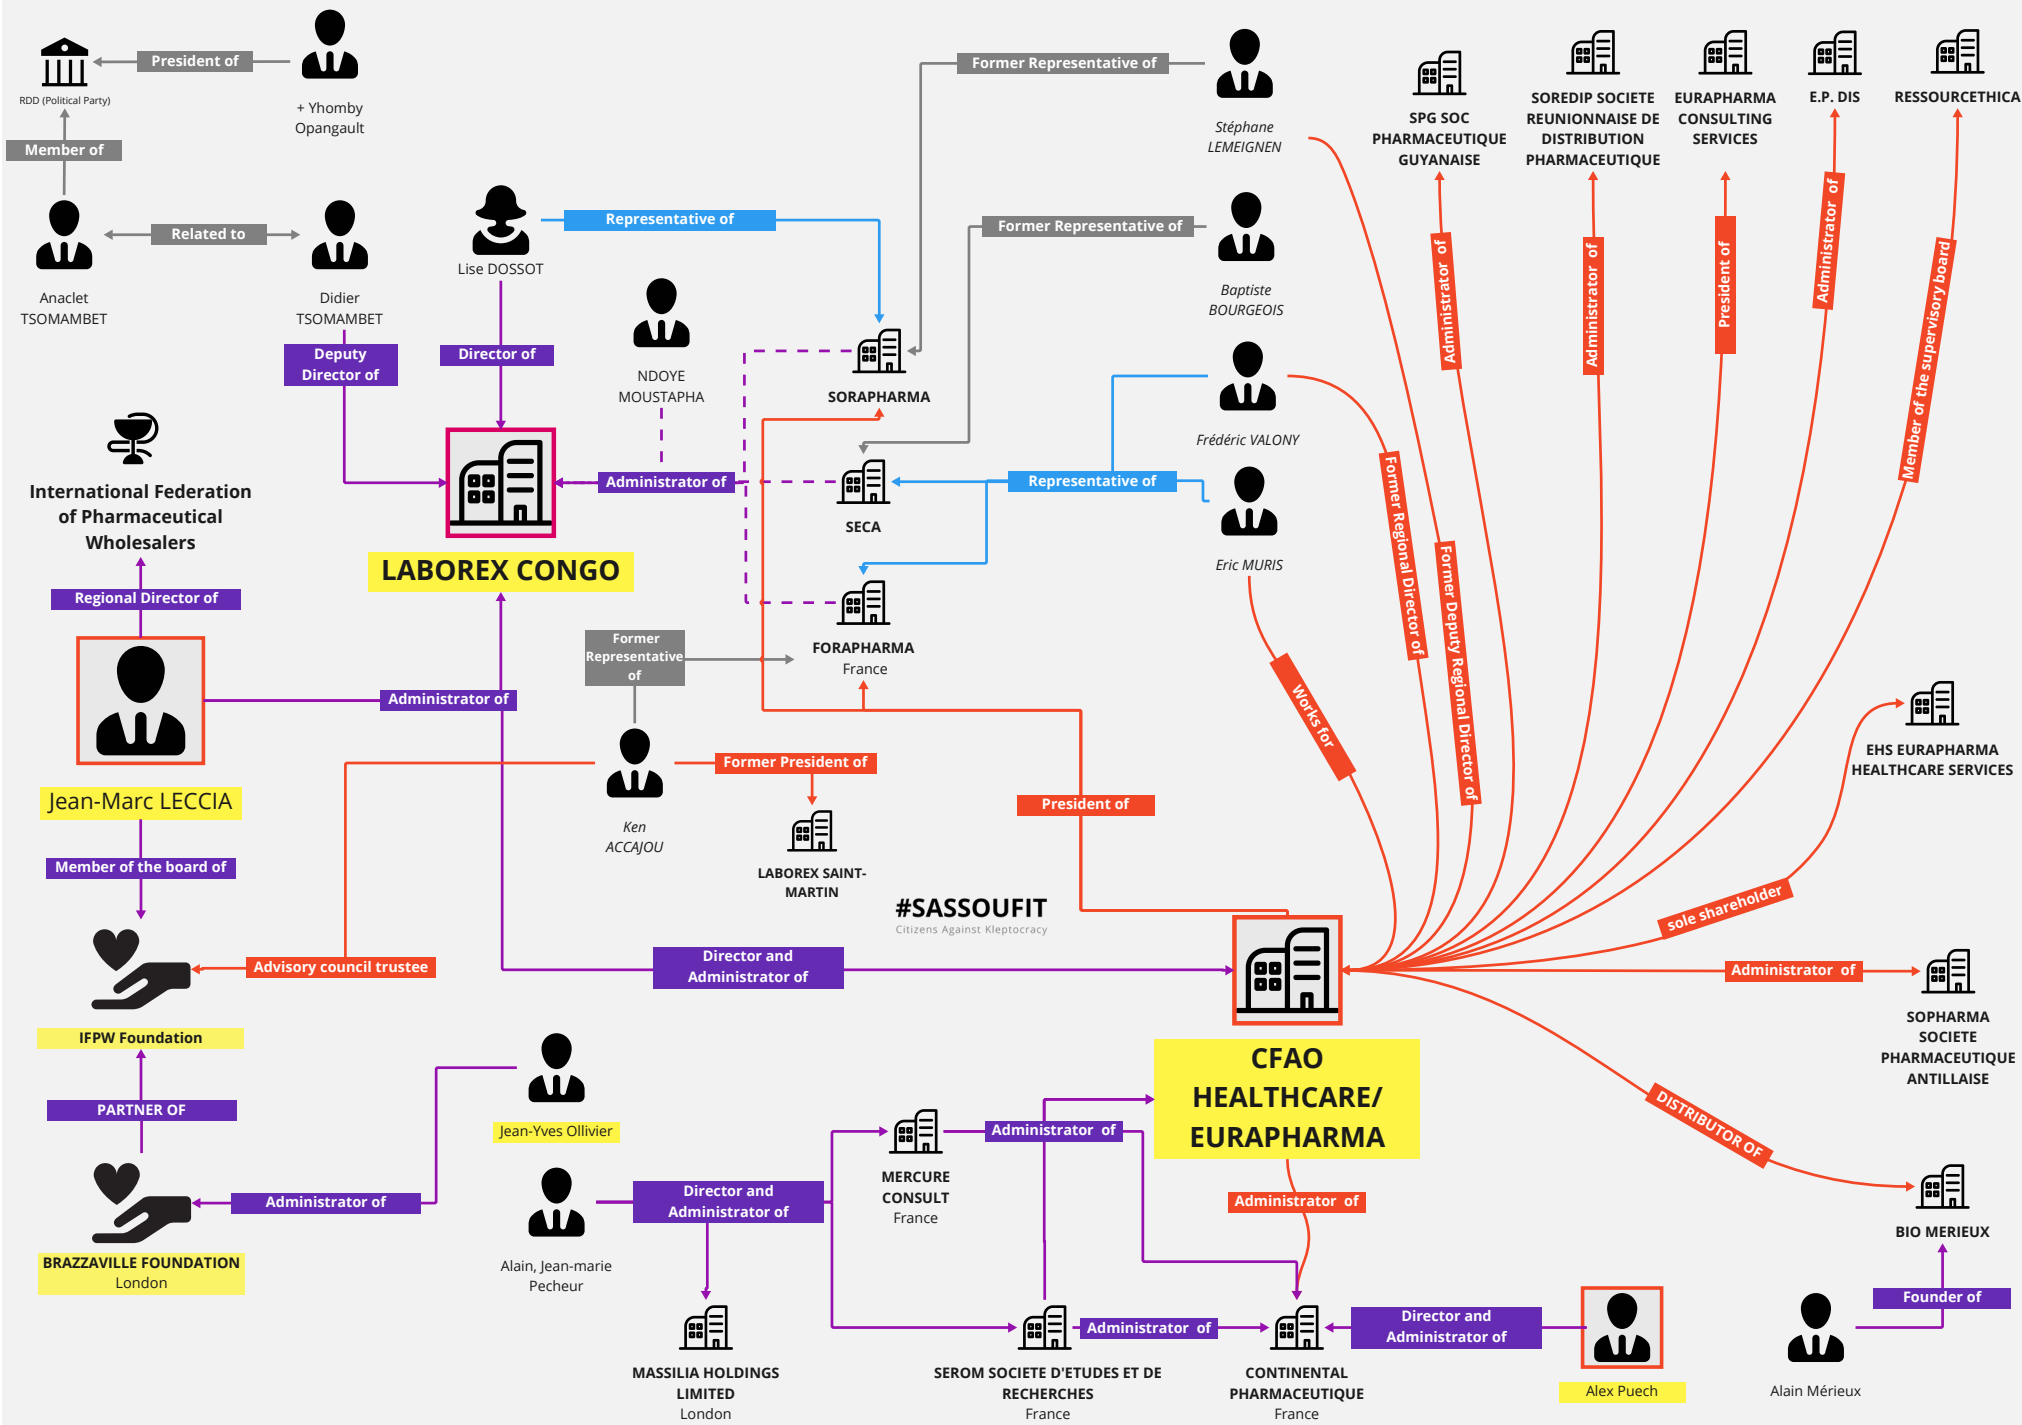 President of
RDD (Political Party)
+ Yhomby
Opangault
Member of
Related to
Anaclet
TSOMAMBET
Didier
TSOMAMBET
Deputy
Director of
Lise DOSSOT
Director of
Representative of
NDOYE
MOUSTAPHA
Administrator of
LABOREX CONGO
International Federation
of Pharmaceutical
Wholesalers
Regional Director of
Jean-Marc LECCIA
Administrator of
Member of the board of
IFPW Foundation
Advisory council trustee
PARTNER OF
BRAZZAVILLE FOUNDATION
London
Administrator of
Jean-Yves Ollivier
Alain, Jean-marie
Pecheur
Director and
Administrator of
MASSILIA HOLDINGS
LIMITED
London
Former
Representative
of
Ken
ACCAJOU
Former President of
LABOREX SAINT-
MARTIN
Former Representative of
Stéphane
LEMEIGNEN
Former Representative of
Baptiste
BOURGEOIS
SORAPHARMA
SECA
FORAPHARMA
France
Frédéric VALONY
Representative of
Eric MURIS
President of
#SASSOUFIT
Citizens Against Kleptocracy
Director and
Administrator of
CFAO
HEALTHCARE/
EURAPHARMA
MERCURE
CONSULT
France
Administrator of
Administrator of
SEROM SOCIETE D'ETUDES ET DE
RECHERCHES
France
Administrator of
CONTINENTAL
PHARMACEUTIQUE
France
Director and
Administrator of
Alex Puech
Alain Mérieux
Founder of
BIO MERIEUX
DISTRIBUTOR OF
SOPHARMA
SOCIETE
PHARMACEUTIQUE
ANTILLAISE
Administrator of
sole shareholder
EHS EURAPHARMA
HEALTHCARE SERVICES
Works for
Former Regional Director of
Former Deputy Regional Director of
SPG SOC
PHARMACEUTIQUE
GUYANAISE
Administrator of
SOREDIP SOCIETE
REUNIONNAISE DE
DISTRIBUTION
PHARMACEUTIQUE
Administrator of
EURAPHARMA
CONSULTING
SERVICES
President of
E.P. DIS
Administrator of
RESSOURCETHICA
Member of the supervisory board